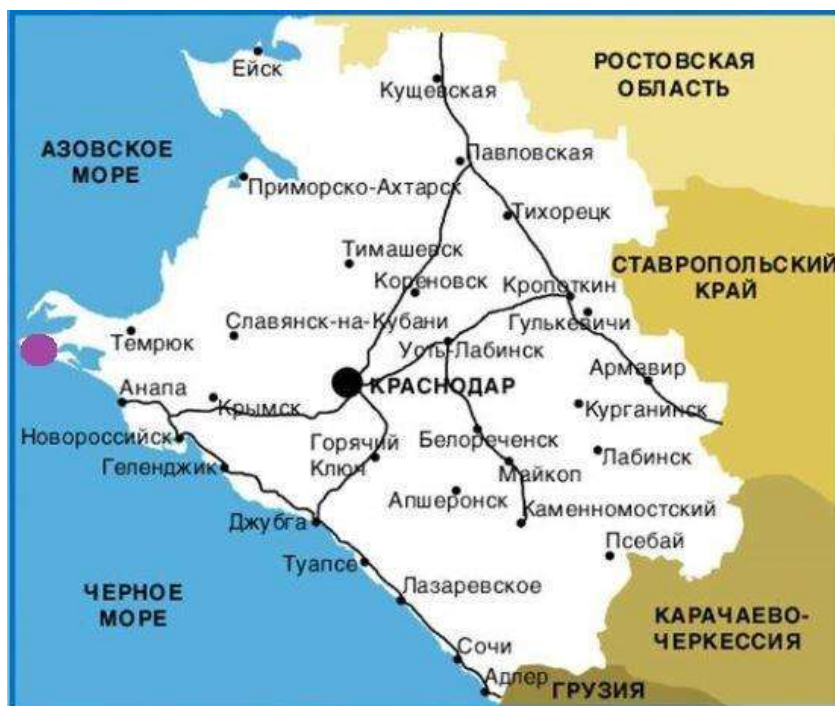 Ейск
Кущевская
РОСТОВСКАЯ
ОБЛАСТЬ
АЗОВСКОЕ
МОРЕ
Павловская
Приморско-Ахтарск
Тихорецк
Тимашевск
СТАВРОПОЛЬСКИЙ
КРАЙ
Кореновск
Кропоткин
Славянск-на-Кубани
Гулькевичи
Темрюк
Усть-Лабинск
Армавир
Анапа
КРАСНОДАР
Крымск
Курганинск
Новороссийск
Горячий
Ключ
Белореченск
Лабинск
Геленджик
Майкоп
Апшеронск
Каменномостский
Джубга
Псебай
Туапсе
ЧЕРНОЕ
МОРЕ
Лазаревское
КАРАЧАЕВО-
ЧЕРКЕССИЯ
Сочи
Адлер
ГРУЗИЯ